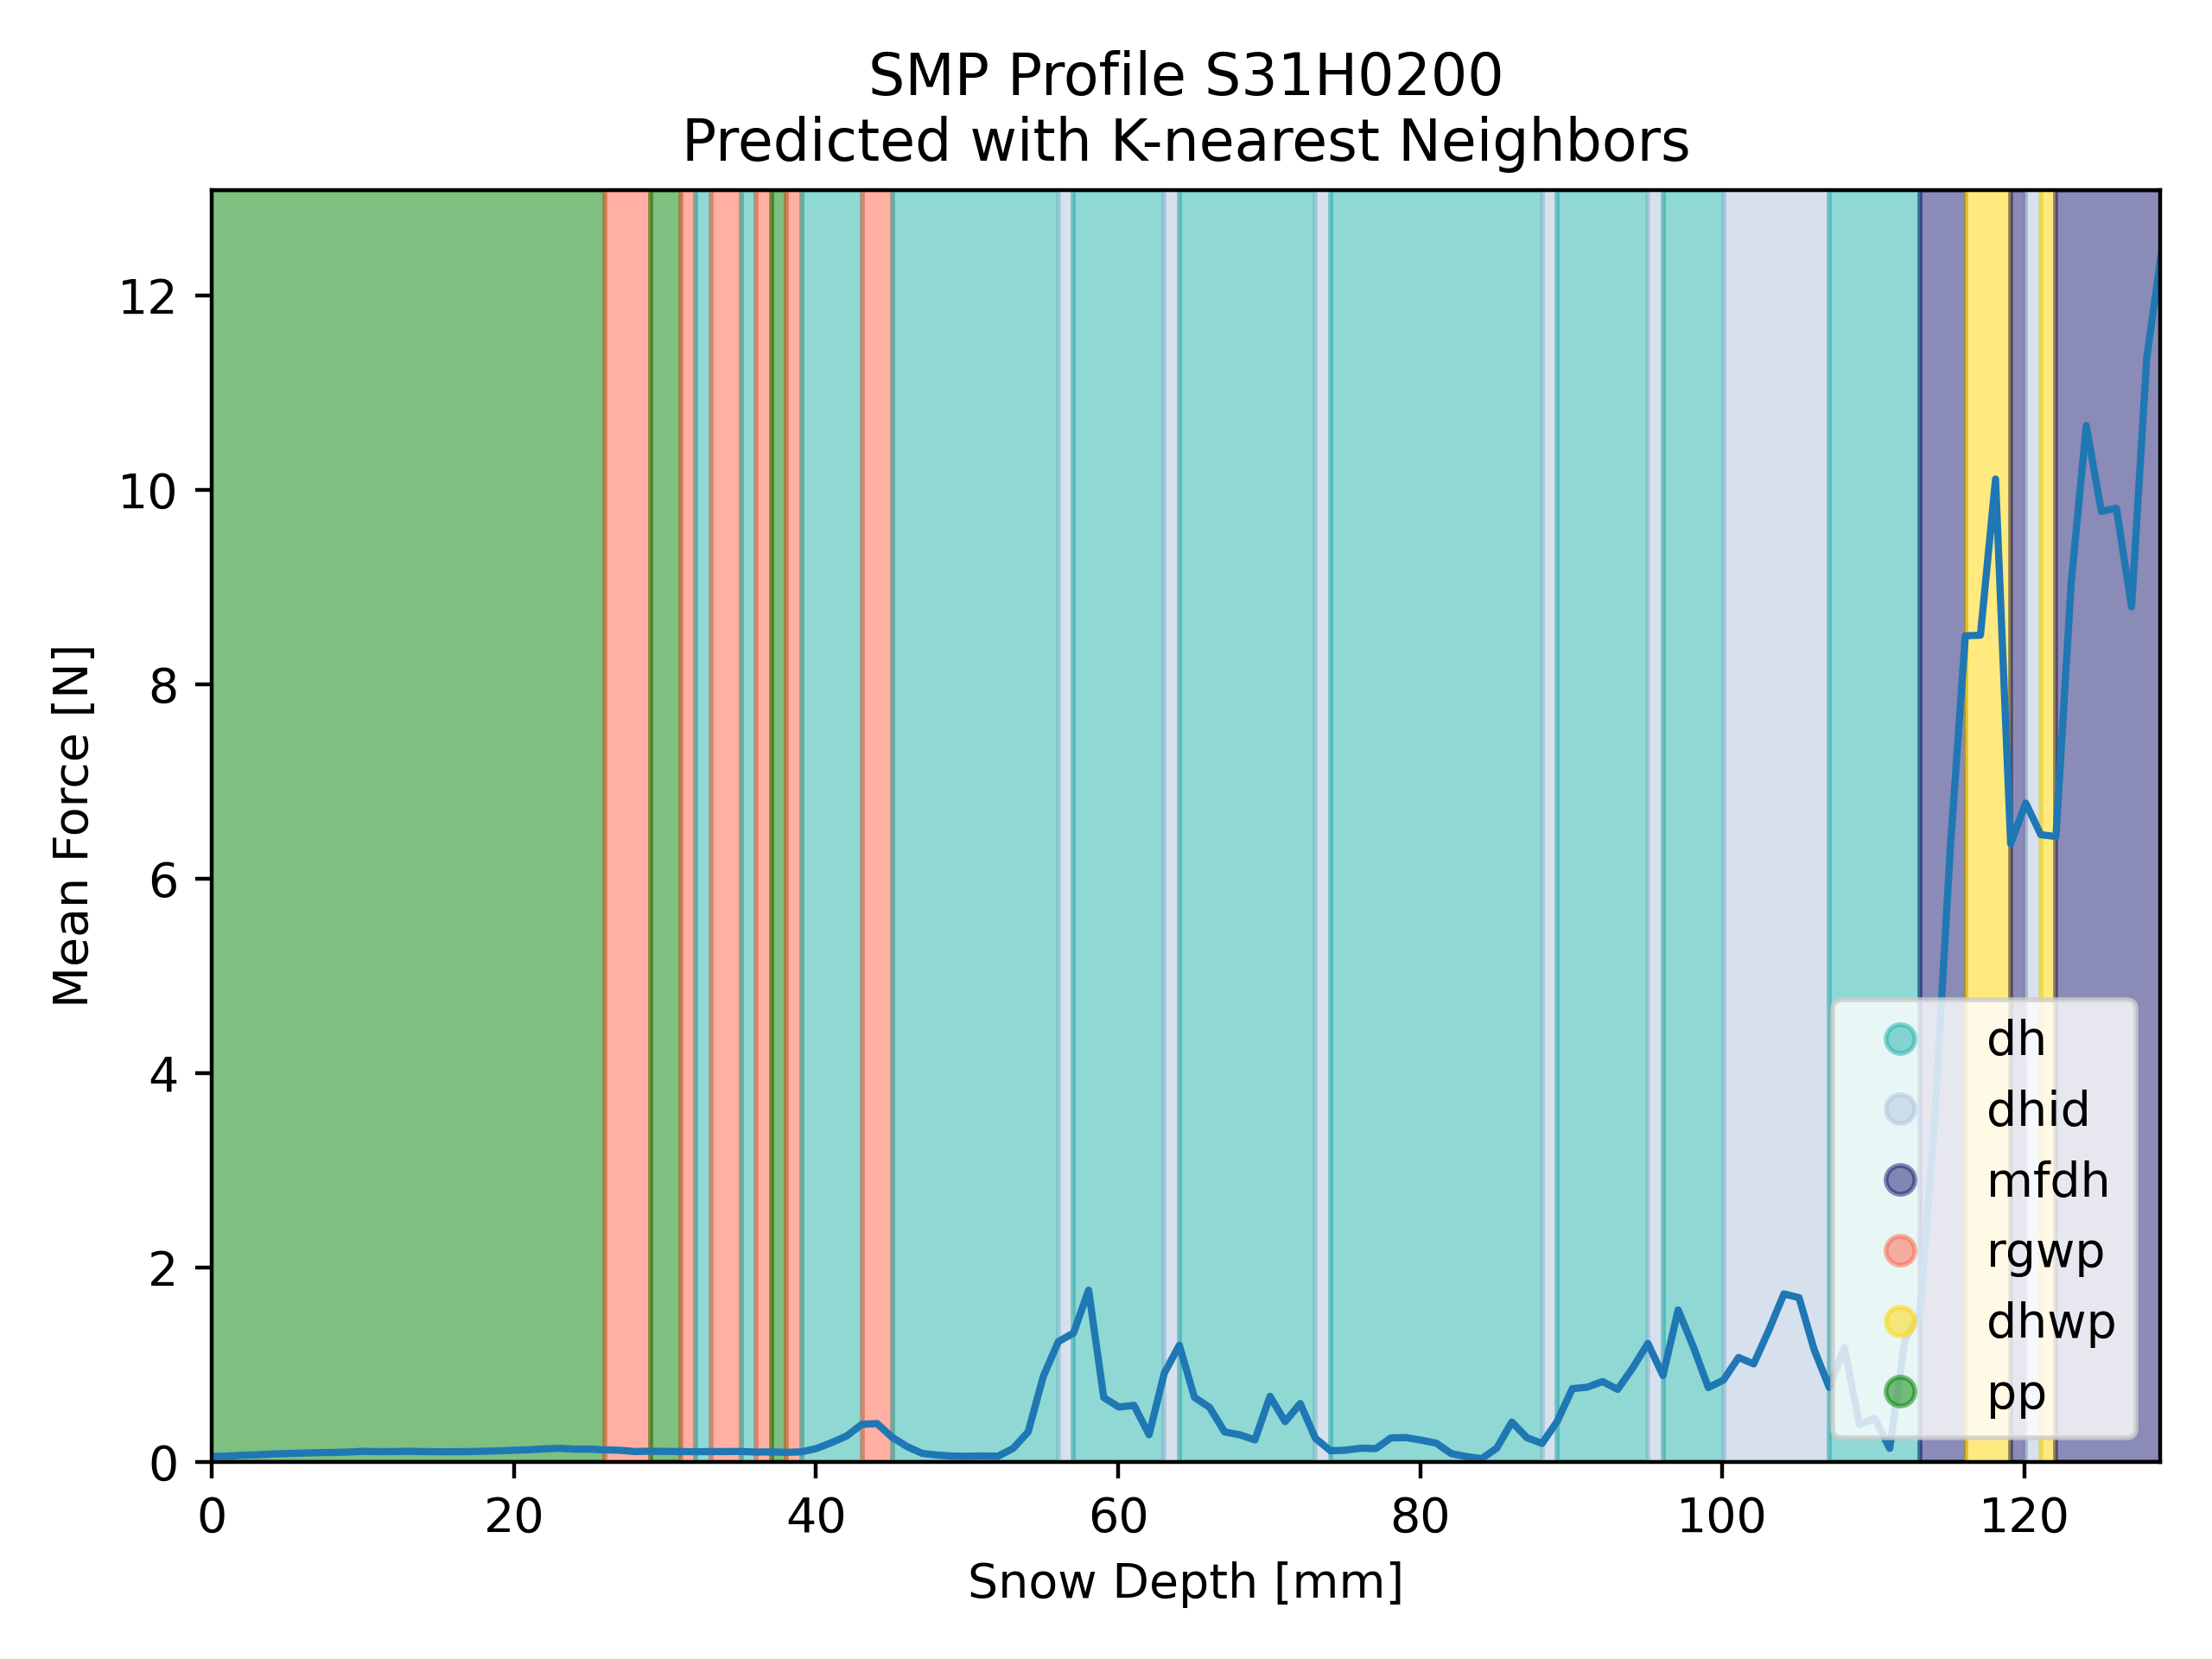 SMP Profile S31H0200
Predicted with K-nearest Neighbors
Mean Force [N]
12
10
8
6
4
2
0
dh
dhid
mfdh
rgwp
dhwp
pp
0 20 40 60 80 100 120
Snow Depth [mm]